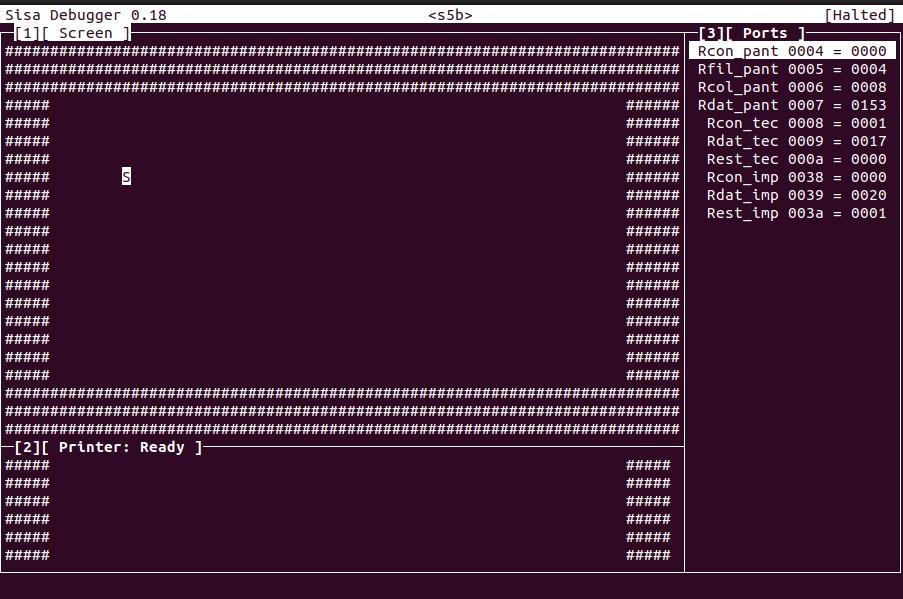 Sisa Debugger 0.18 <s5b> [Halted]
[1][ Screen ]
###########################################################################
###########################################################################
###########################################################################
##### ######
##### ######
##### ######
##### ######
##### S ######
##### ######
##### ######
##### ######
##### ######
##### ######
##### ######
##### ######
##### ######
##### ######
##### ######
##### ######
###########################################################################
###########################################################################
###########################################################################
[2][ Printer: Ready ]
##### #####
##### #####
##### #####
##### #####
##### #####
##### #####
[3][ Ports ]
Rcon_pant 0004 = 0000
Rfil_pant 0005 = 0004
Rcol_pant 0006 = 0008
Rdat_pant 0007 = 0153
Rcon_tec 0008 = 0001
Rdat_tec 0009 = 0017
Rest_tec 000a = 0000
Rcon_imp 0038 = 0000
Rdat_imp 0039 = 0020
Rest_imp 003a = 0001